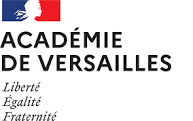 ACADÉMIE
DE VERSAILLES
Liberté
Égalité
Fraternité